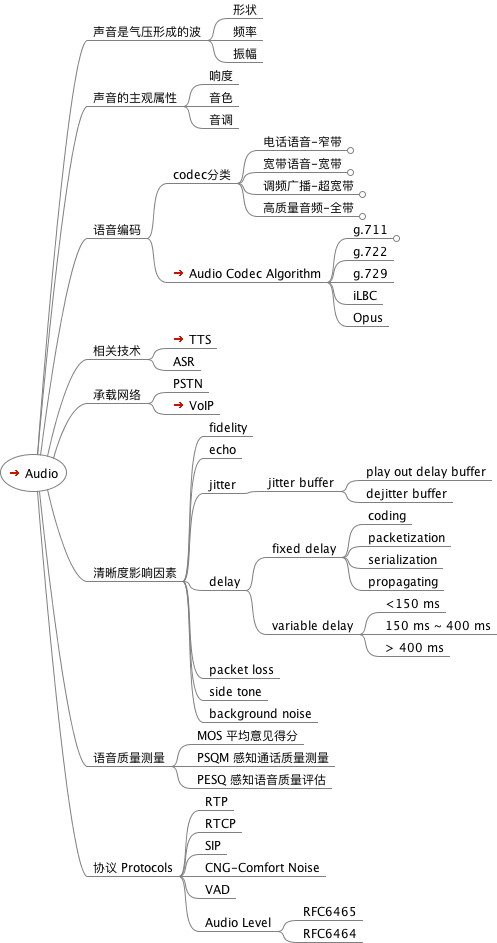 Audio
声音是气压形成的波
形状
频率
振幅
声音的主观属性
响度
音色
音调
语音编码
codec分类
电话语音-窄带
宽带语音-宽带
调频广播-超宽带
高质量音频-全带
Audio Codec Algorithm
g.711
g.722
g.729
iLBC
Opus
相关技术
TTS
ASR
承载网络
PSTN
VoIP
清晰度影响因素
fidelity
echo
jitter
jitter buffer
play out delay buffer
dejitter buffer
delay
fixed delay
coding
packetization
serialization
propagating
variable delay
<150 ms
150 ms ~ 400 ms
> 400 ms
packet loss
side tone
background noise
语音质量测量
MOS 平均意见得分
PSQM 感知通话质量测量
PESQ 感知语音质量评估
协议 Protocols
RTP
RTCP
SIP
CNG-Comfort Noise
VAD
Audio Level
RFC6465
RFC6464